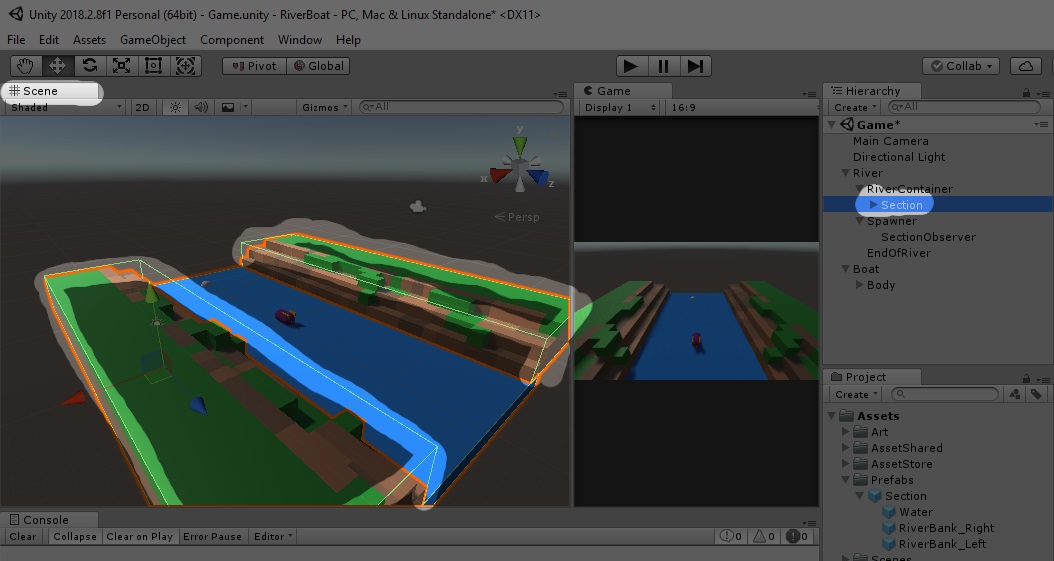 Unity 2018.2.8f1 Personal (64bit) - Game.unity - RiverBoat - PC, Mac & Linux Standalone* <DX11>
File Edit Assets GameObject Component Window Help
Pivot Global Collab
Scene
Shaded 2D Gizmos All
y
x
z
Persp
Game
Display 1 16:9
Hierarchy
Create All
Game*
Main Camera
Directional Light
River
RiverContainer
Section
Spawner
SectionObserver
EndOfRiver
Boat
Body
Project
Create
Assets
Art
AssetShared
AssetStore
Prefabs
Section
Water
RiverBank_Right
RiverBank_Left
Scenes
Console
Clear Collapse Clear on Play Error Pause Editor 0 0 0